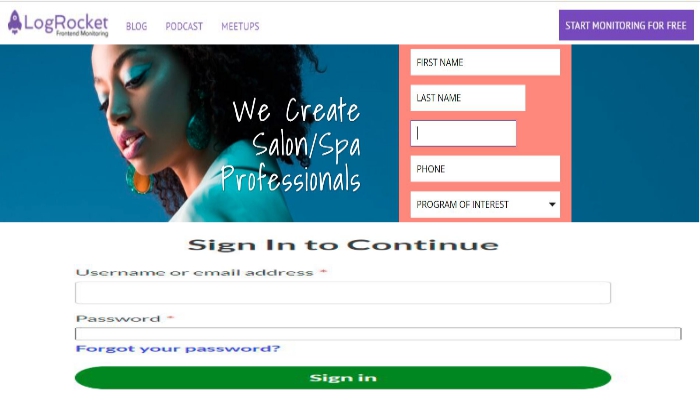 LogRocket
Frontend Monitoring
BLOG
PODCAST
MEETUPS
START MONITORING FOR FREE
We Create
Salon/Spa
Professionals
FIRST NAME
LAST NAME
PHONE
PROGRAM OF INTEREST
Sign In to Continue
Username or email address *
Password *
Forgot your password?
Sign in